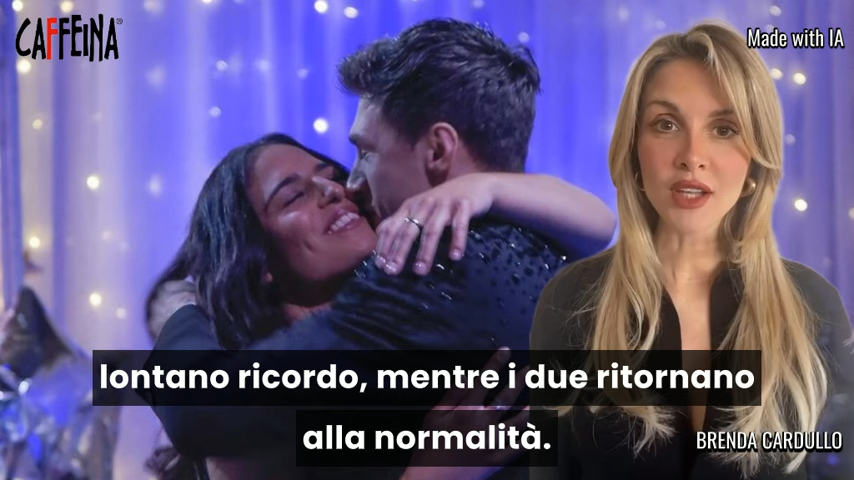 CAFFEINA
Made with IA
lontano ricordo, mentre i due ritornano
alla normalità.
BRENDA CARDULLO